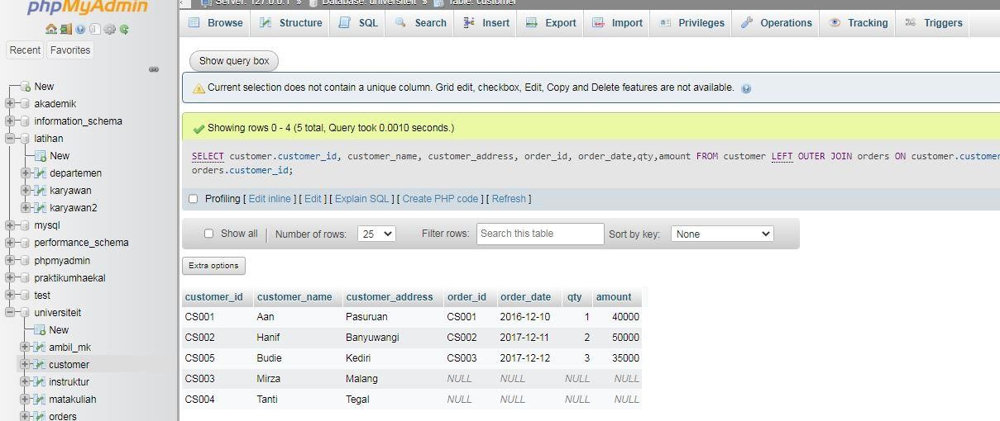 phpMyAdmin
Server: 127.0.0.1 » Database: universiteit » Table: customer
Browse Structure SQL Search Insert Export Import Privileges Operations Tracking Triggers
Recent Favorites
Show query box
New
akademik
information_schema
latihan
New
departemen
karyawan
karyawan2
mysql
performance_schema
phpmyadmin
praktikumhaekal
test
universiteit
New
ambil_mk
customer
instruktur
matakuliah
orders
Current selection does not contain a unique column. Grid edit, checkbox, Edit, Copy and Delete features are not available.
Showing rows 0 - 4 (5 total, Query took 0.0010 seconds.)
SELECT customer.customer_id, customer_name, customer_address, order_id, order_date,qty,amount FROM customer LEFT OUTER JOIN orders ON customer.customer
orders.customer_id;
Profiling [ Edit inline ] [ Edit ] [ Explain SQL ] [ Create PHP code ] [ Refresh ]
Show all Number of rows: 25 Filter rows: Search this table Sort by key: None
Extra options
customer_id customer_name customer_address order_id order_date qty amount
CS001 Aan Pasuruan CS001 2016-12-10 1 40000
CS002 Hanif Banyuwangi CS002 2017-12-11 2 50000
CS005 Budie Kediri CS003 2017-12-12 3 35000
CS003 Mirza Malang NULL NULL NULL NULL
CS004 Tanti Tegal NULL NULL NULL NULL